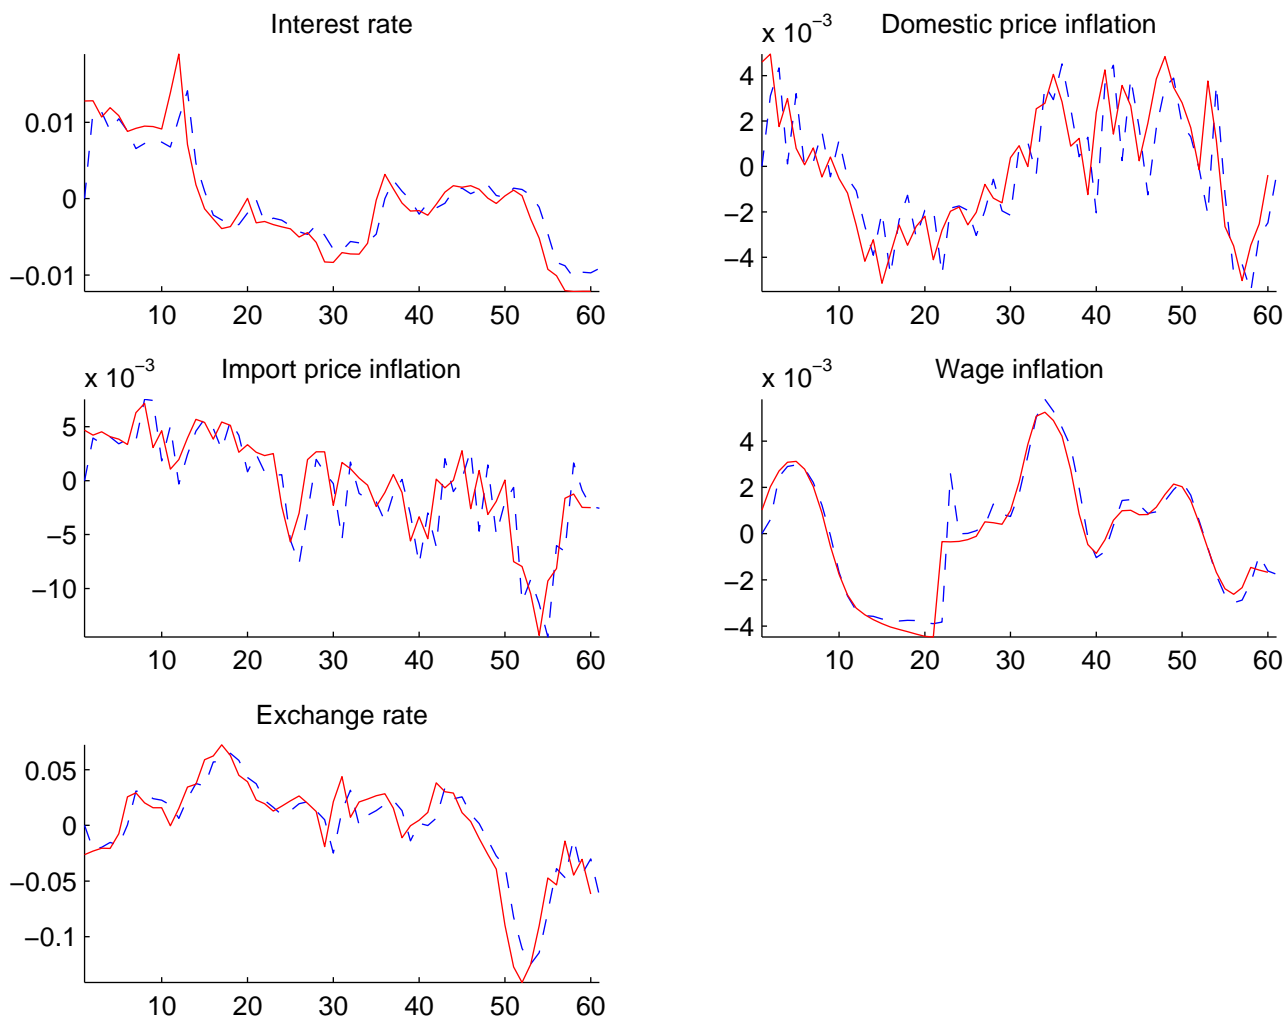 Interest rate
0.01
0
−0.01
10 20 30 40 50 60
Domestic price inflation
x 10−3
4
2
0
−2
−4
10 20 30 40 50 60
Import price inflation
x 10−3
5
0
−5
−10
10 20 30 40 50 60
Wage inflation
x 10−3
4
2
0
−2
−4
10 20 30 40 50 60
Exchange rate
0.05
0
−0.05
−0.1
10 20 30 40 50 60